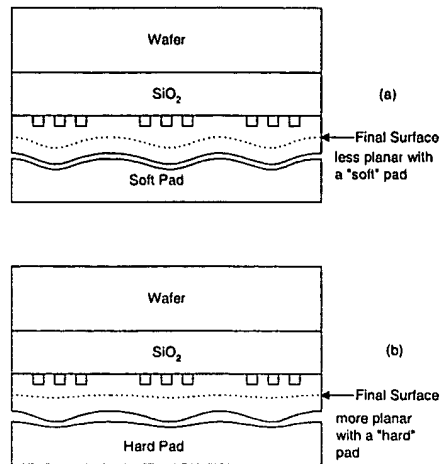 Wafer
SiO2
(a)
Final Surface
less planar with
a "soft" pad
Soft Pad
Wafer
SiO2
(b)
Final Surface
more planar
with a "hard"
pad
Hard Pad